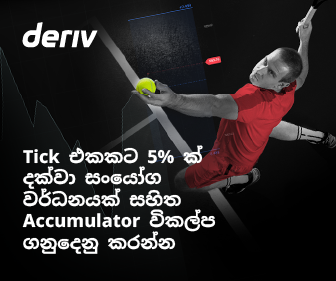 deriv
Tick එකකට 5% ක්
දක්වා සංයෝග
වර්ධනයක් සහිත
Accumulator විකල්ප
ගනුදෙනු කරන්න